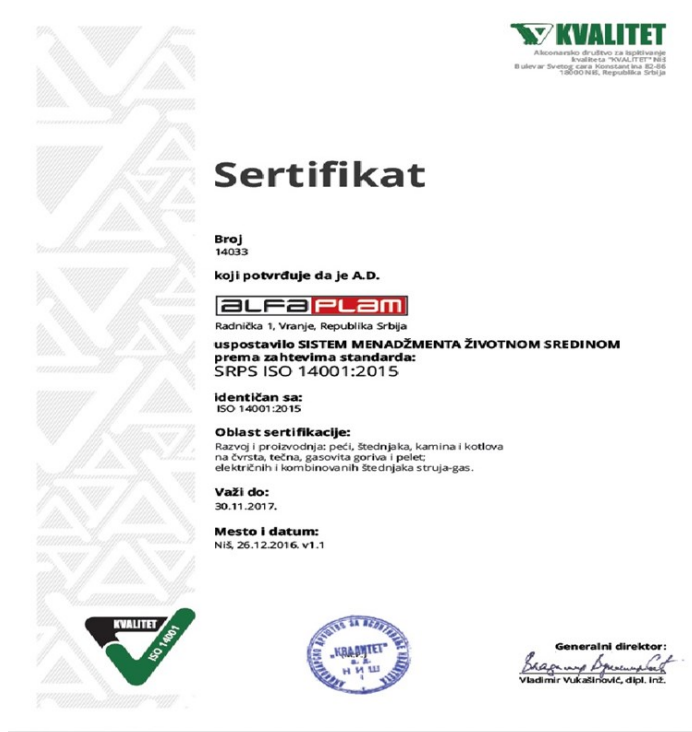 KVALITET
Akcionarsko društvo za ispitivanje
kvaliteta "KVALITET" Niš
Bulevar Svetog cara Konstantina 82-86
18000 Niš, Republika Srbija
Sertifikat
Broj
14033
koji potvrđuje da je A.D.
ALFA PLAM
Radnička 1, Vranje, Republika Srbija
uspostavilo SISTEM MENADŽMENTA ŽIVOTNOM SREDINOM
prema zahtevima standarda:
SRPS ISO 14001:2015
identičan sa:
ISO 14001:2015
Oblast sertifikacije:
Razvoj i proizvodnja: peći, štednjaka, kamina i kotlova
na čvrsta, tečna, gasovita goriva i pelet;
električnih i kombinovanih štednjaka struja-gas.
Važi do:
30.11.2017.
Mesto i datum:
Niš, 26.12.2016. v1.1
KVALITET
ISO 14001
"КВАЛИТЕТ"
НИШ
Generalni direktor:
Vladimir Vukašinović, dipl. inž.